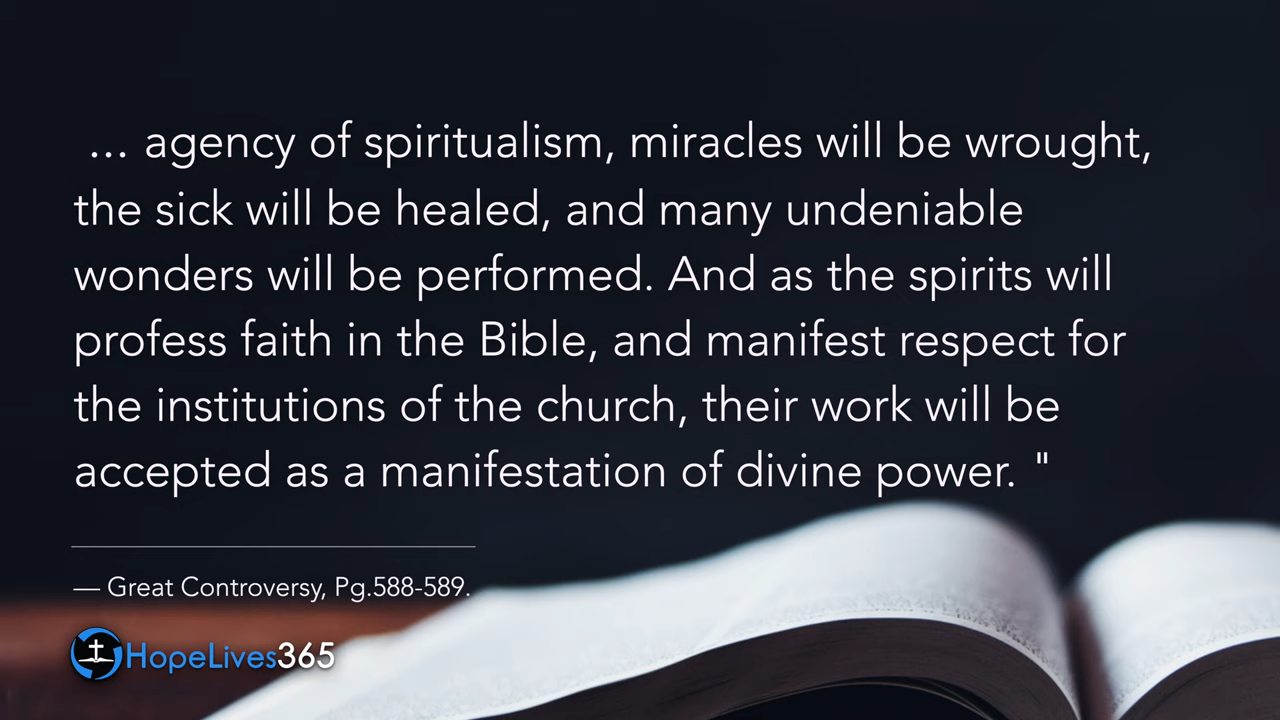 ... agency of spiritualism, miracles will be wrought,
the sick will be healed, and many undeniable
wonders will be performed. And as the spirits will
profess faith in the Bible, and manifest respect for
the institutions of the church, their work will be
accepted as a manifestation of divine power. "
— Great Controversy, Pg.588-589.
HopeLives365